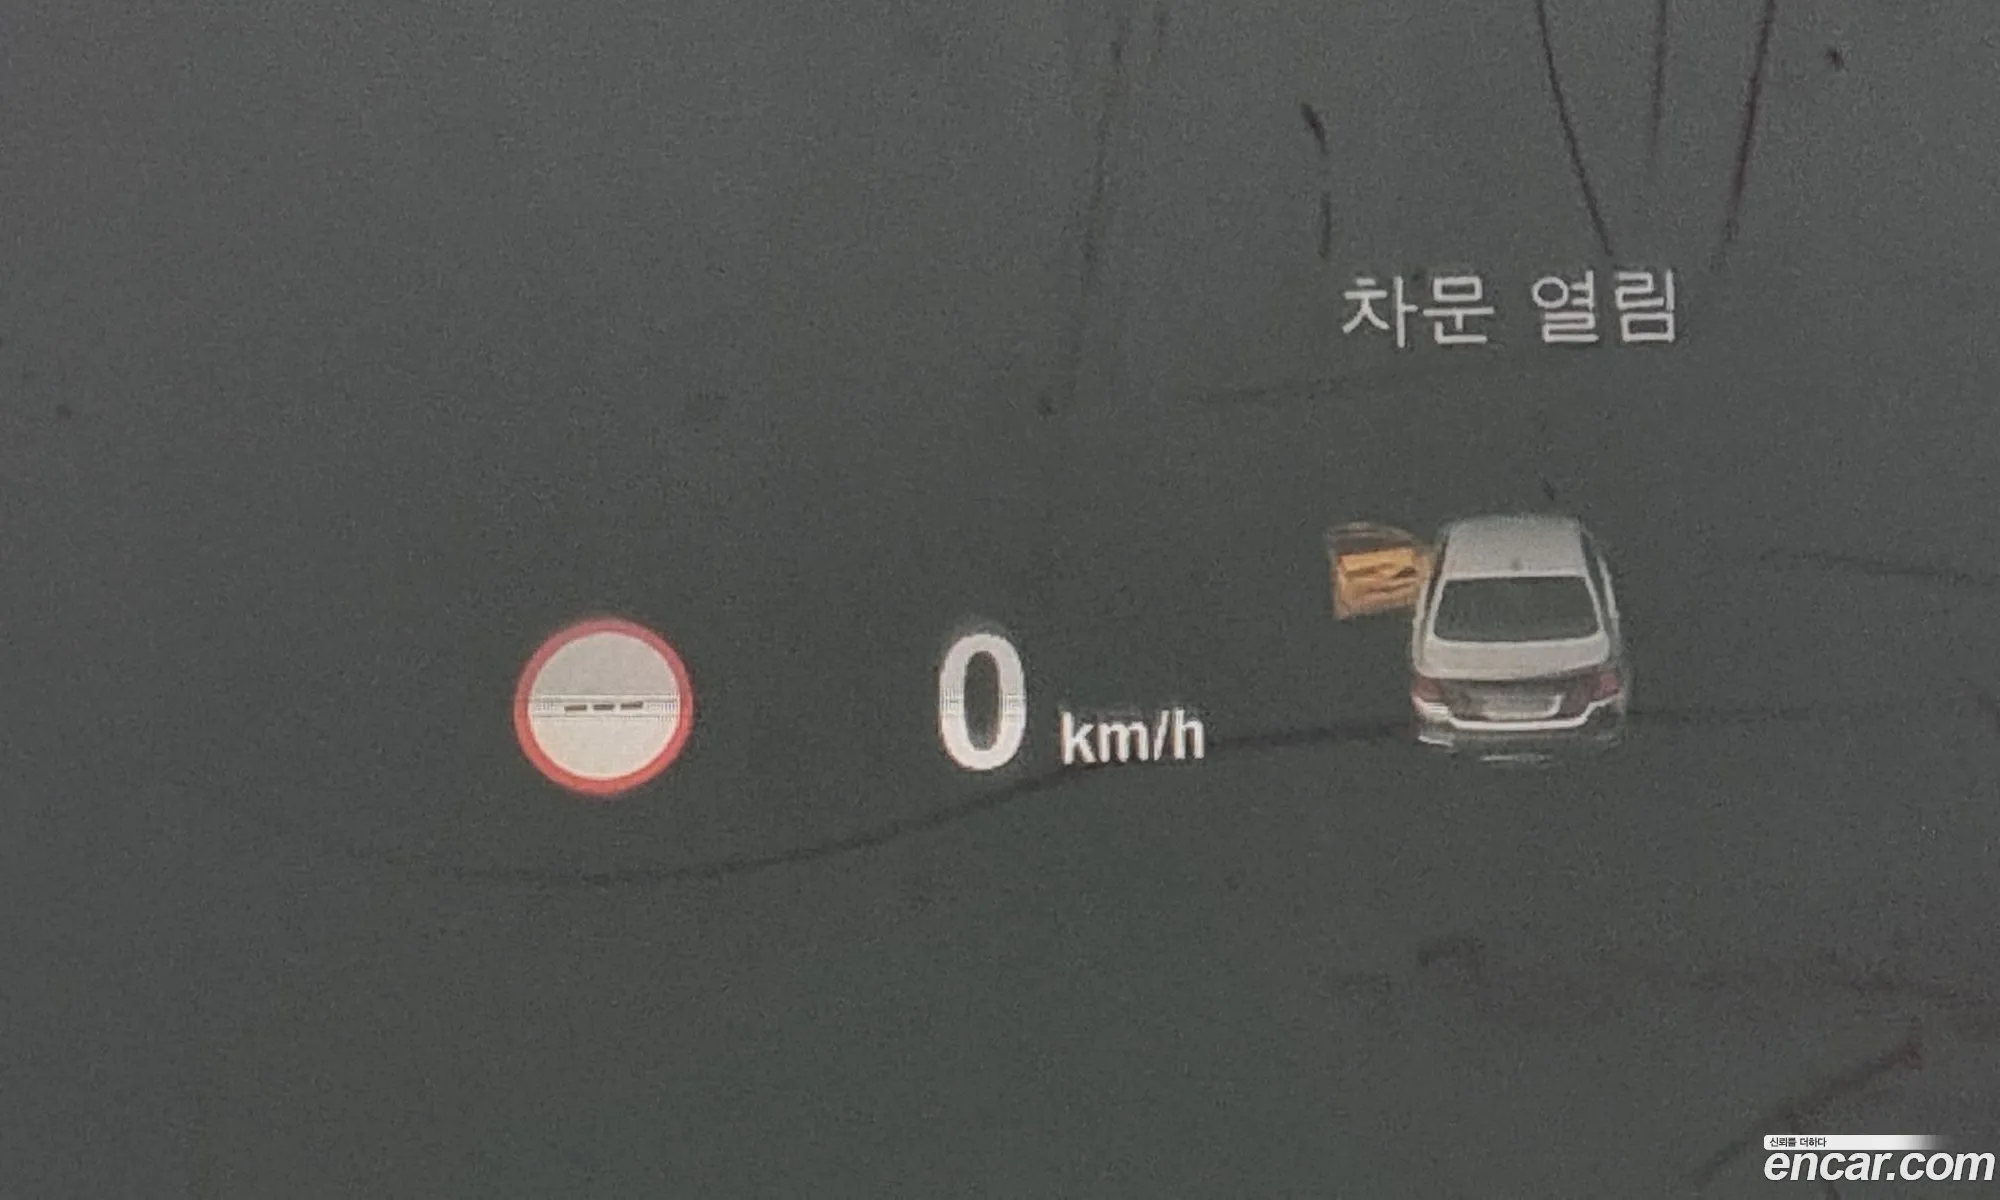 차문 열림
---
0 km/h
신뢰를 더하다
encar.com